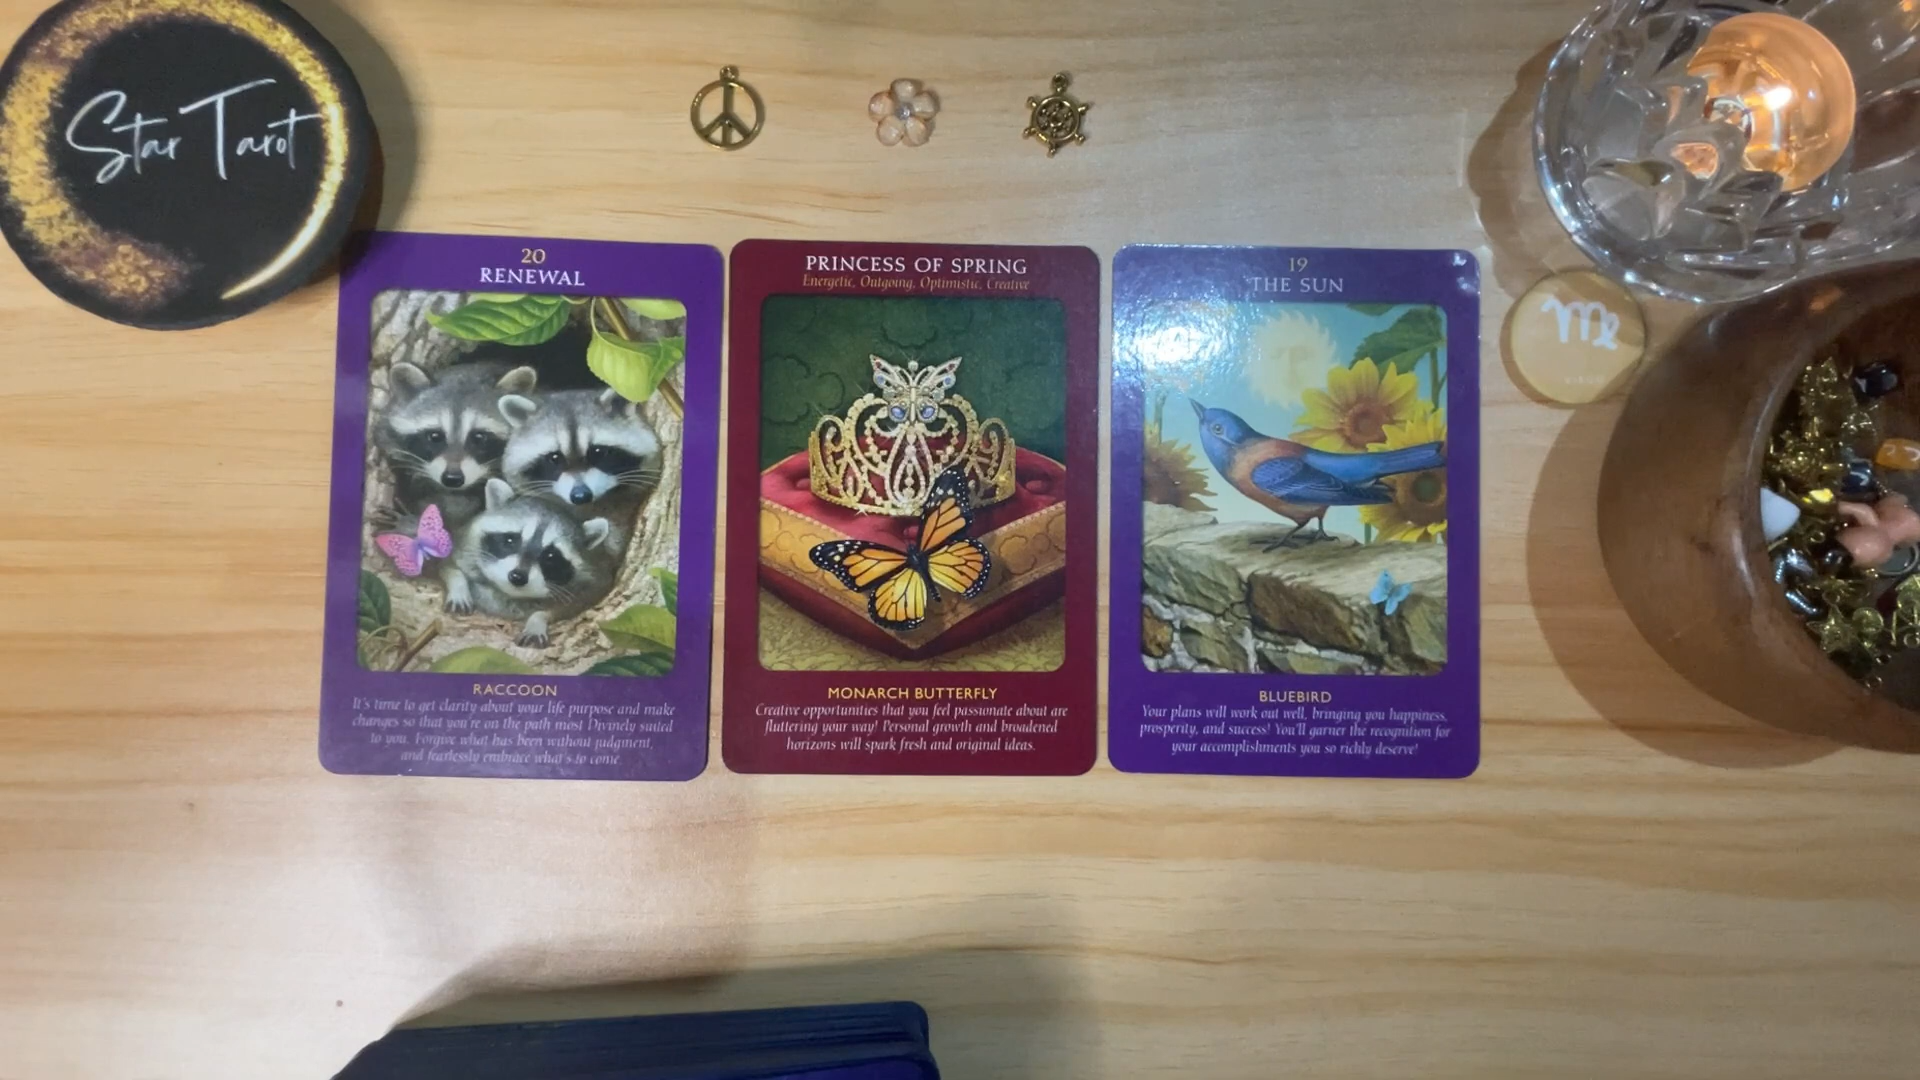 Star Tarot
20
RENEWAL
RACCOON
It's time to get clarity about your life purpose and make
changes so that you're on the path most Divinely suited
to you. Forgive what has been without judgment,
and fearlessly embrace what's to come.
PRINCESS OF SPRING
Energetic, Outgoing, Optimistic, Creative
MONARCH BUTTERFLY
Creative opportunities that you feel passionate about are
fluttering your way! Personal growth and broadened
horizons will spark fresh and original ideas.
19
THE SUN
BLUEBIRD
Your plans will work out well, bringing you happiness,
prosperity, and success! You'll garner the recognition for
your accomplishments you so richly deserve!